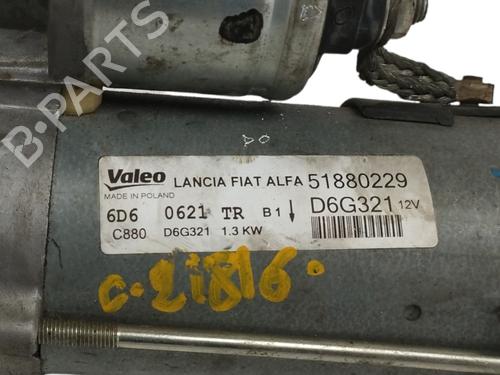 B-PARTS
Valeo LANCIA FIAT ALFA 51880229
MADE IN POLAND
6D6 0621 TR B1↓ D6G321 12V
C880 D6G321 1.3 KW
C-21816-